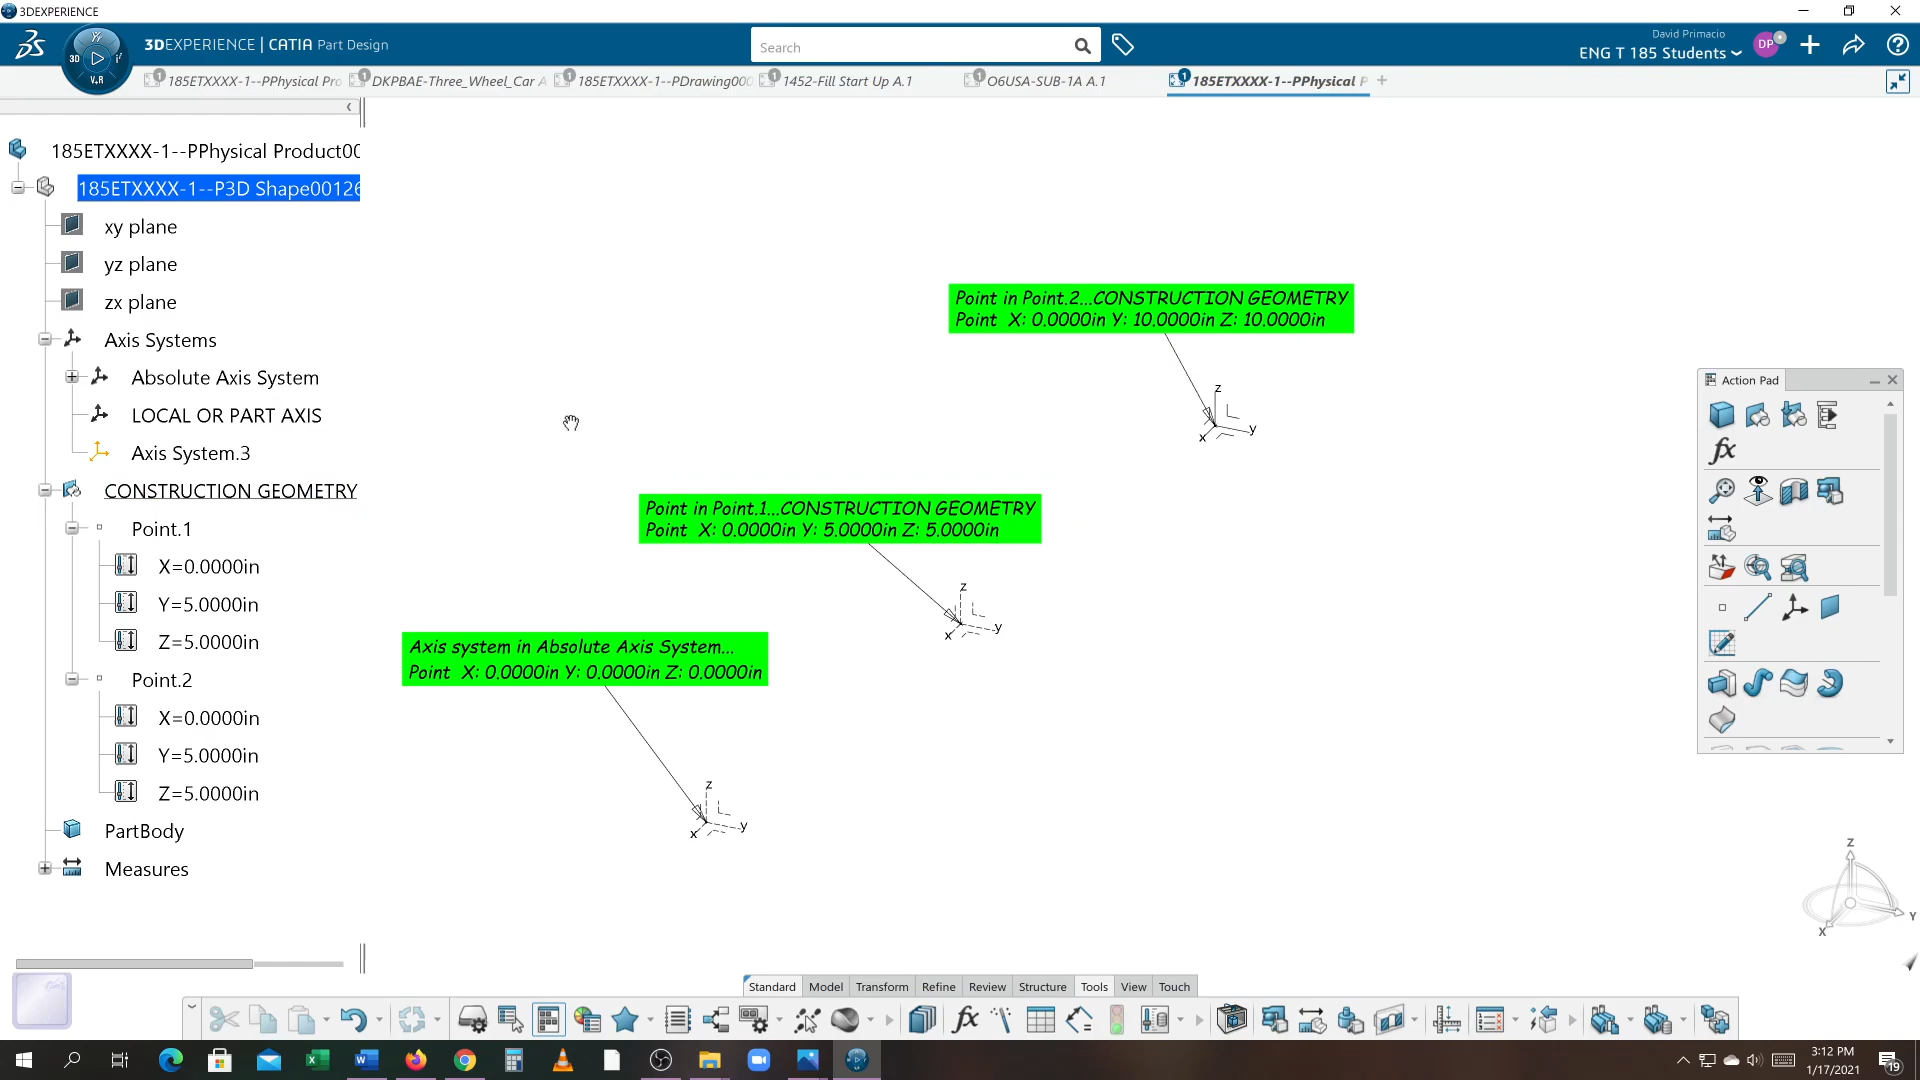 3DEXPERIENCE
3DEXPERIENCE | CATIA Part Design
3D
V.R
Search
David Primacio
ENG T 185 Students
DP
185ETXXXX-1--PPhysical Pro
DKPBAE-Three_Wheel_Car A
185ETXXXX-1--PDrawing000
1452-Fill Start Up A.1
O6USA-SUB-1A A.1
185ETXXXX-1--PPhysical P
185ETXXXX-1--PPhysical Product00
185ETXXXX-1--P3D Shape00126
xy plane
yz plane
zx plane
Axis Systems
Absolute Axis System
LOCAL OR PART AXIS
Axis System.3
CONSTRUCTION GEOMETRY
Point.1
X=0.0000in
Y=5.0000in
Z=5.0000in
Point.2
X=0.0000in
Y=5.0000in
Z=5.0000in
PartBody
Measures
Point in Point.2...CONSTRUCTION GEOMETRY
Point X: 0.0000in Y: 10.0000in Z: 10.0000in
z
x
y
Point in Point.1...CONSTRUCTION GEOMETRY
Point X: 0.0000in Y: 5.0000in Z: 5.0000in
z
x
y
Axis system in Absolute Axis System...
Point X: 0.0000in Y: 0.0000in Z: 0.0000in
z
x
y
Action Pad
fx
Z
Y
X
Standard
Model
Transform
Refine
Review
Structure
Tools
View
Touch
fx
3:12 PM
1/17/2021
19